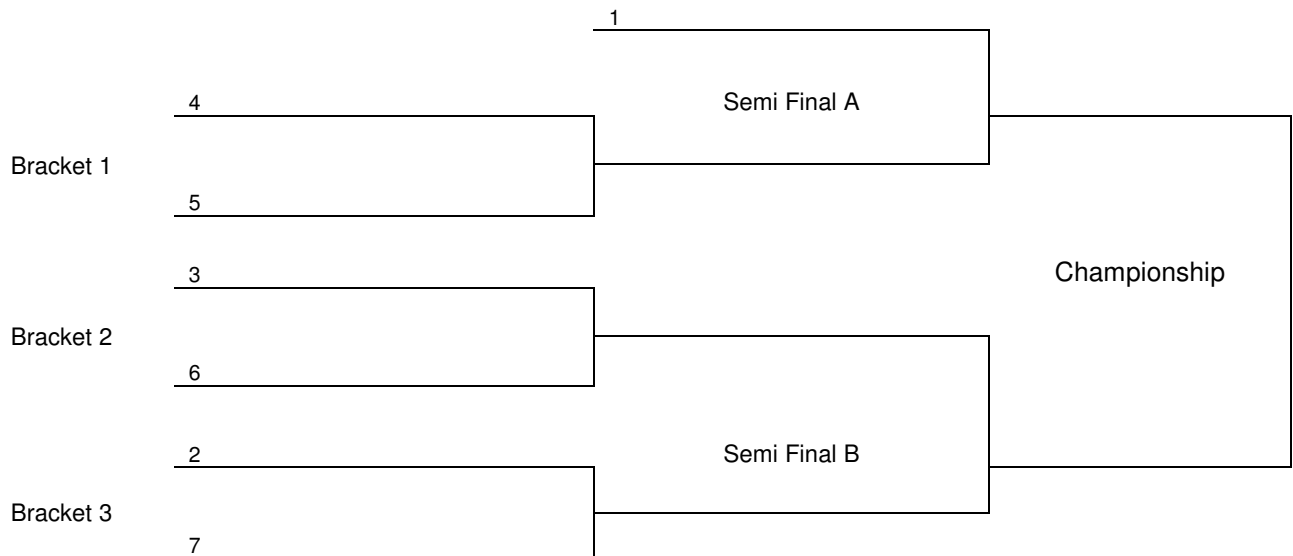 1
4
Semi Final A
Bracket 1
5
3
Championship
Bracket 2
6
2
Semi Final B
Bracket 3
7